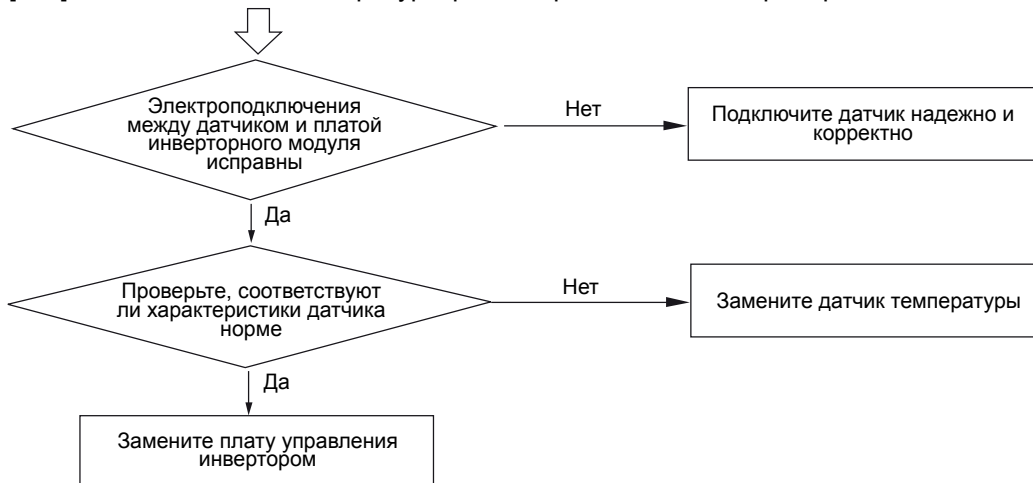 Электроподключения
между датчиком и платой
инверторного модуля
исправны
Нет
Подключите датчик надежно и
корректно
Да
Проверьте, соответствуют
ли характеристики датчика
норме
Нет
Замените датчик температуры
Да
Замените плату управления
инвертором